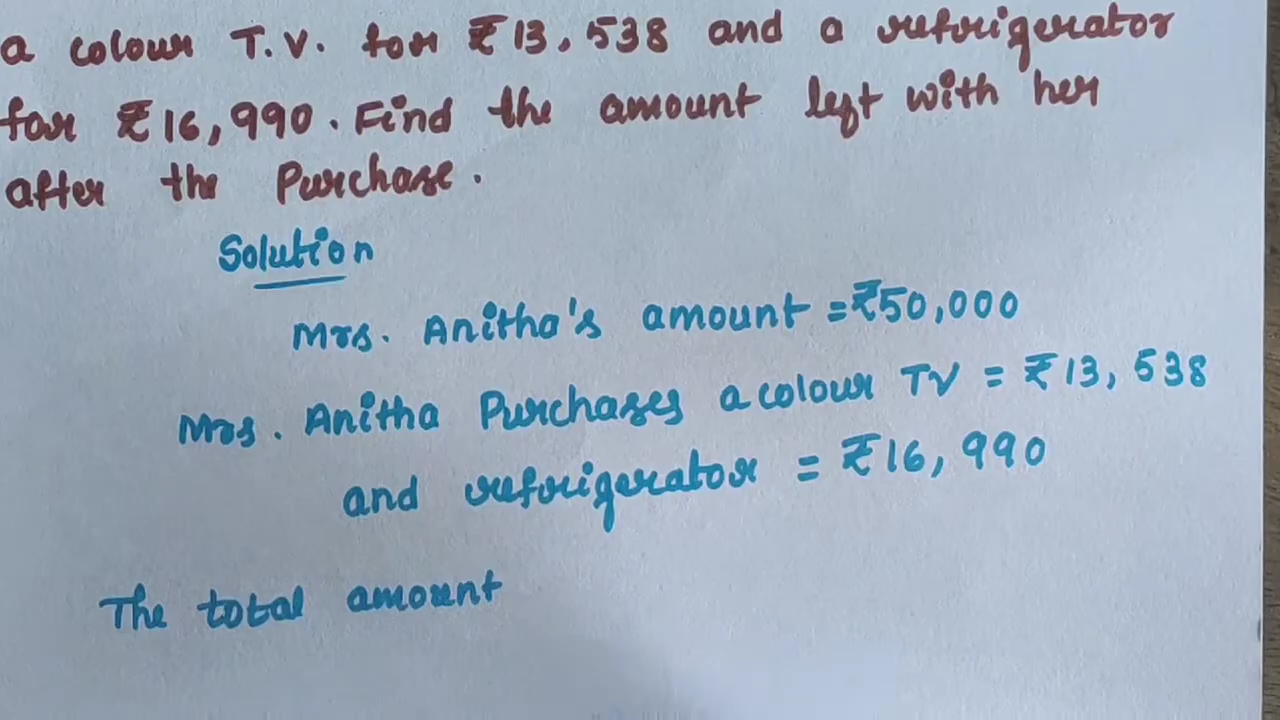 a colour T.V. for ₹13,538 and a refrigerator
for ₹16,990. Find the amount left with her
after the Purchase.
Solution
Mrs. Anitha's amount = ₹50,000
Mrs. Anitha Purchases a colour TV = ₹13,538
and refrigerator = ₹16,990
The total amount